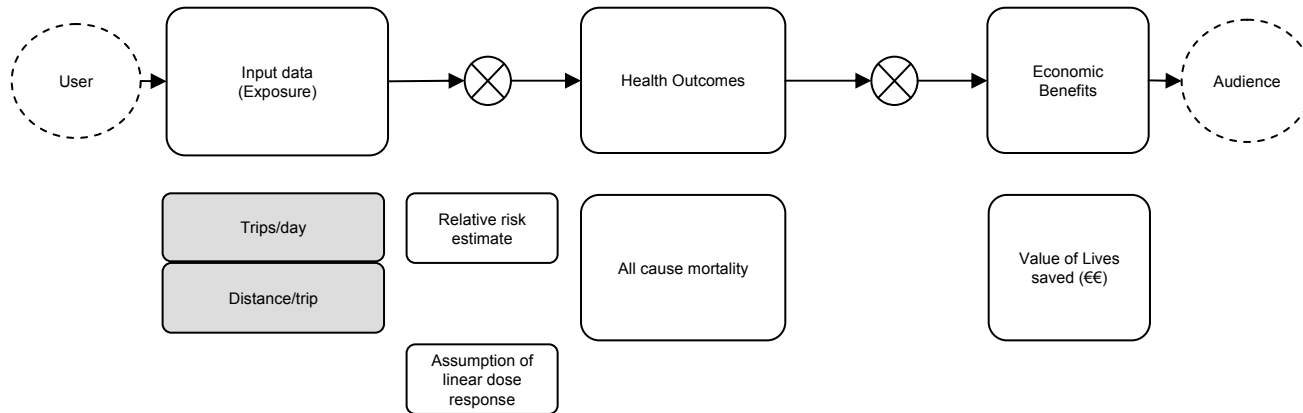 User
Input data
(Exposure)
Health Outcomes
Economic
Benefits
Audience
Trips/day
Distance/trip
Relative risk
estimate
All cause mortality
Value of Lives
saved (€€)
Assumption of
linear dose
response